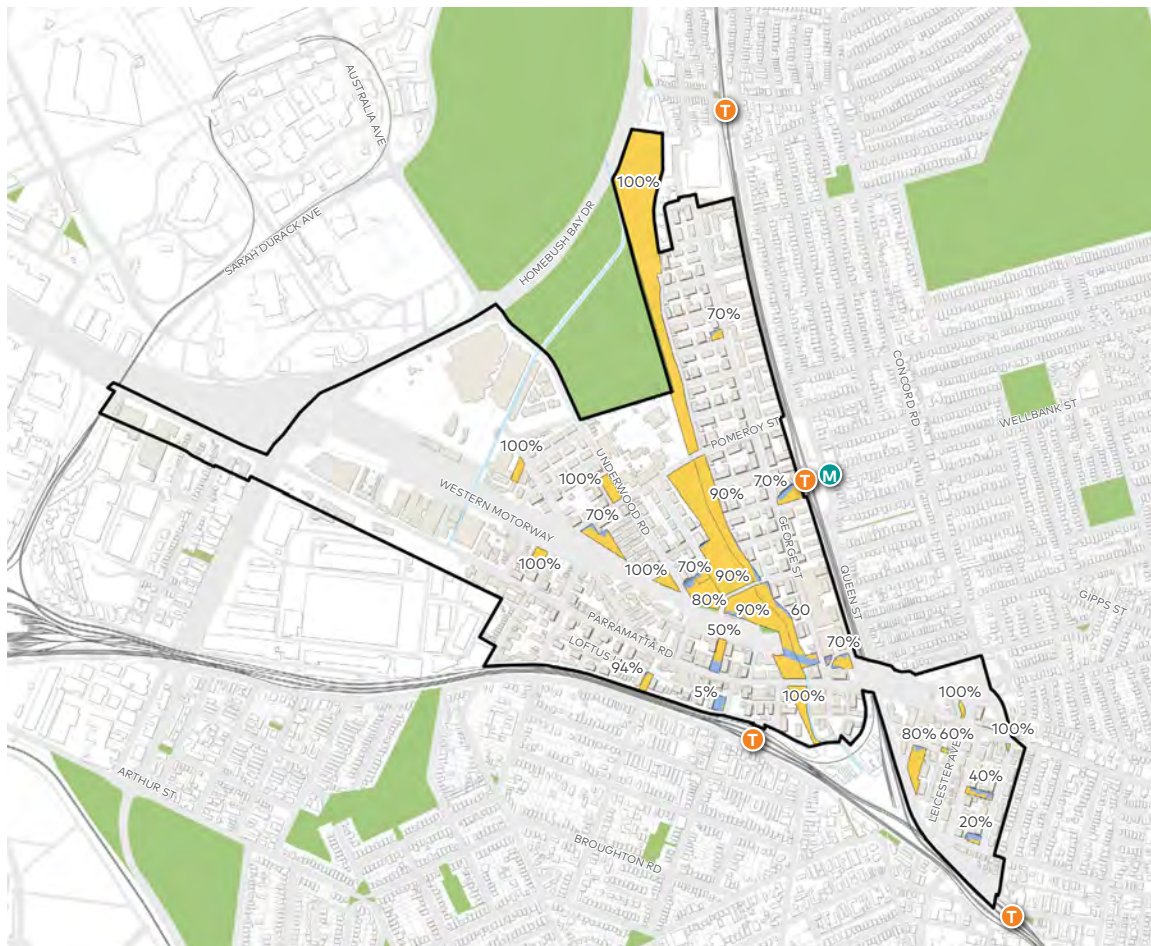 T
AUSTRALIA AVE
100%
SARAH DURACK AVE
HOMEBUSH BAY DR
70%
CONCORD RD
WELLBANK ST
POMEROY ST
100%
UNDERWOOD RD
100%
70%
T
M
90%
WESTERN MOTORWAY
70%
GEORGE ST
100%
100%
70%
90%
QUEEN ST
80%
90%
60
GIPPS ST
PARRAMATTA RD
50%
LOFTUS
70%
94%
5%
100%
100%
T
80%
60%
100%
LEICESTER AVE
40%
ARTHUR ST
20%
BROUGHTON RD
T